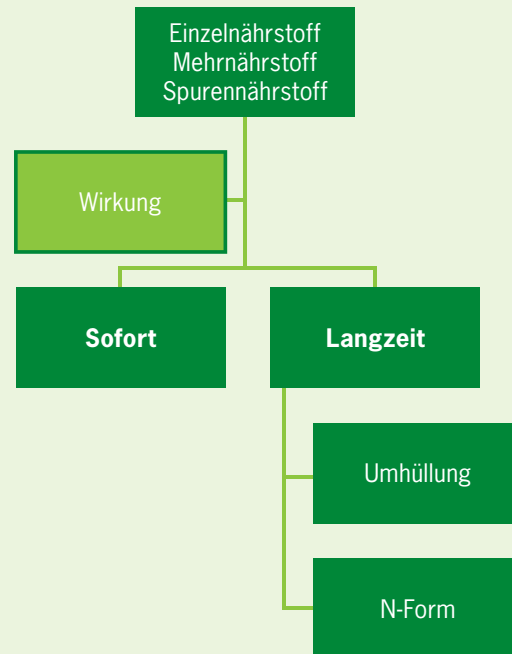 Einzelnährstoff
Mehrnährstoff
Spurennährstoff
Wirkung
Sofort
Langzeit
Umhüllung
N-Form